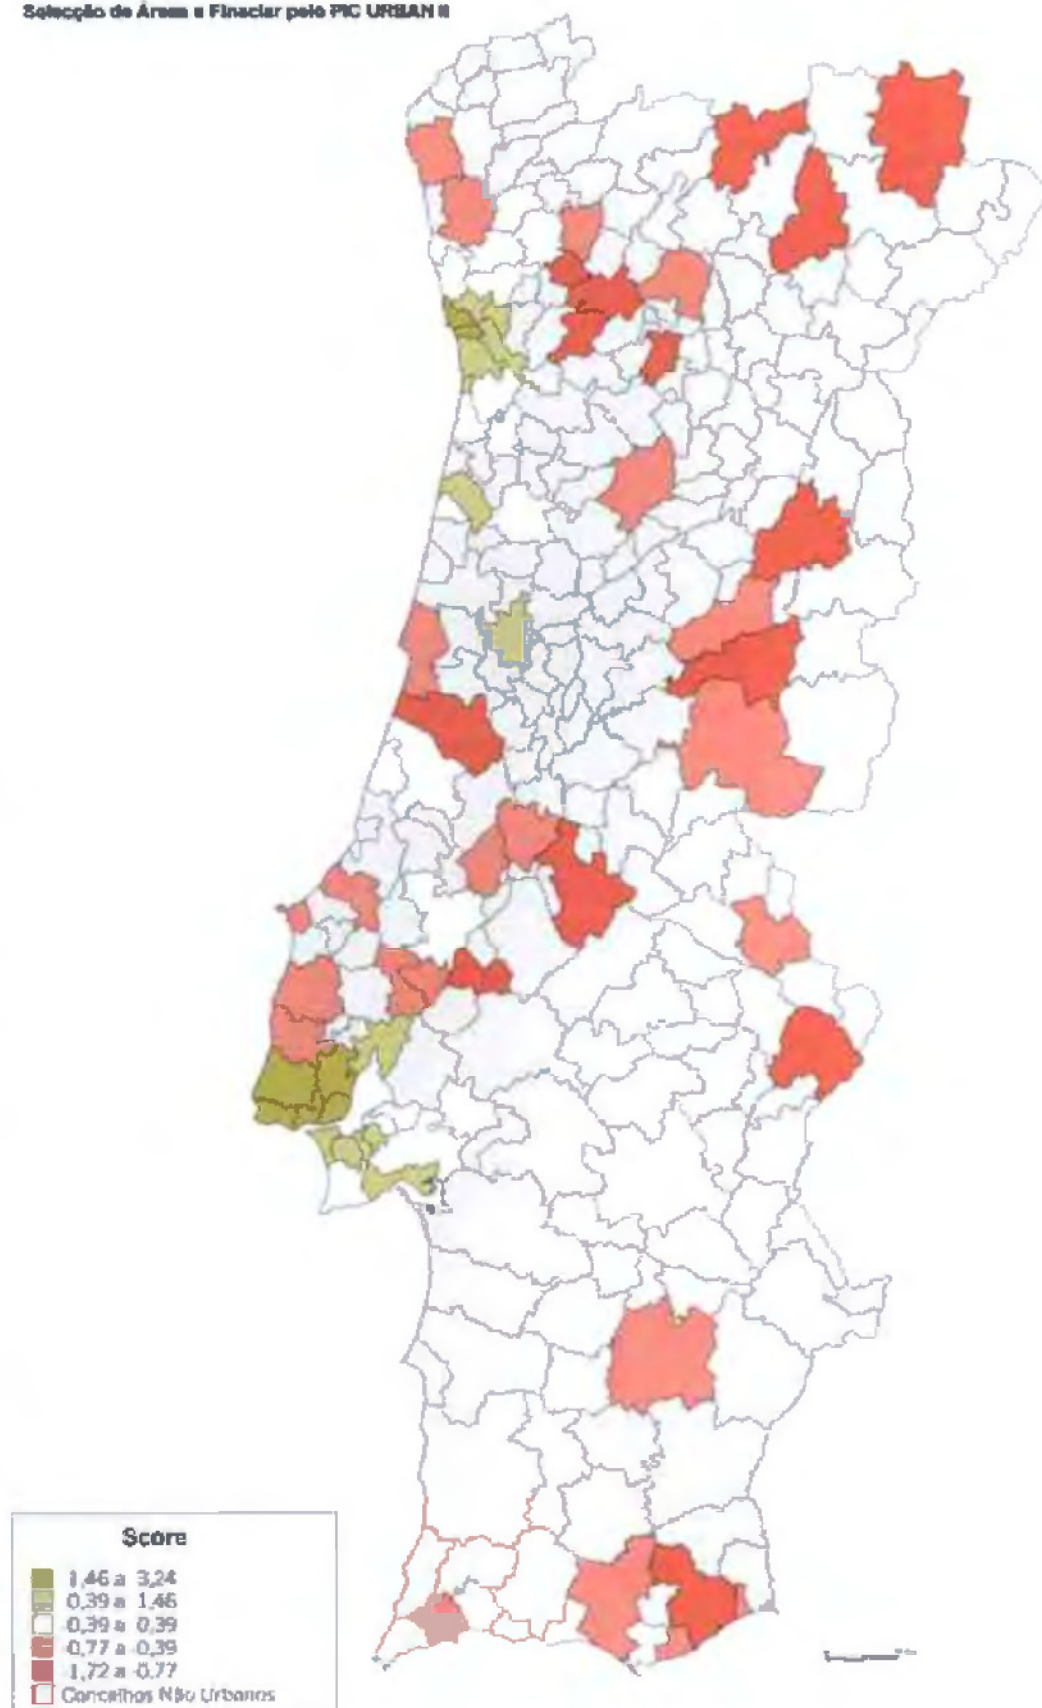 Selecção de Áreas a Finaciar pelo PIC URBAN II
Score
1,46 a 3,24
0,39 a 1,46
-0,39 a 0,39
-0,77 a -0,39
-1,72 a -0,77
Concelhos Não Urbanos